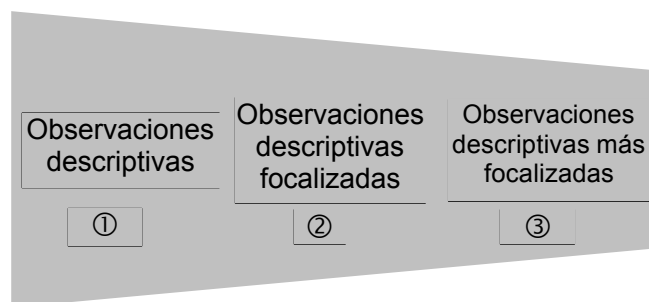 Observaciones
descriptivas
①
Observaciones
descriptivas
focalizadas
②
Observaciones
descriptivas más
focalizadas
③